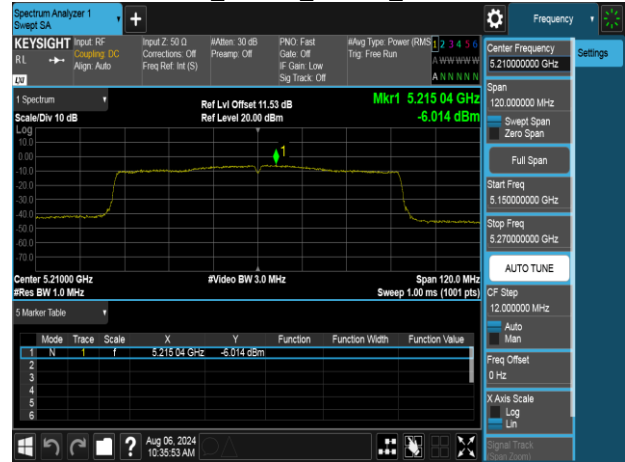 Spectrum Analyzer 1
Swept SA
+
Frequency
KEYSIGHT
RL
LXI
Input: RF
Coupling: DC
Align: Auto
Input Z: 50 Ω
Corrections: Off
Freq Ref: Int (S)
#Atten: 30 dB
Preamp: Off
PNO: Fast
Gate: Off
IF Gain: Low
Sig Track: Off
#Avg Type: Power (RMS
Trig: Free Run
1 2 3 4 5 6
A WW WW W
A N N N N N
1 Spectrum
Scale/Div 10 dB
Ref Lvl Offset 11.53 dB
Ref Level 20.00 dBm
Mkr1 5.215 04 GHz
-6.014 dBm
Log
10.0
0.00
-10.0
-20.0
-30.0
-40.0
-50.0
-60.0
-70.0
1
Center 5.21000 GHz
#Res BW 1.0 MHz
#Video BW 3.0 MHz
Span 120.0 MHz
Sweep 1.00 ms (1001 pts)
5 Marker Table
Mode Trace Scale X Y Function Function Width Function Value
1 N 1 f 5.215 04 GHz -6.014 dBm
2
3
4
5
6
Aug 06, 2024
10:35:53 AM
Center Frequency
5.210000000 GHz
Settings
Span
120.000000 MHz
Swept Span
Zero Span
Full Span
Start Freq
5.150000000 GHz
Stop Freq
5.270000000 GHz
AUTO TUNE
CF Step
12.000000 MHz
Auto
Man
Freq Offset
0 Hz
X Axis Scale
Log
Lin
Signal Track
(Span Zoom)